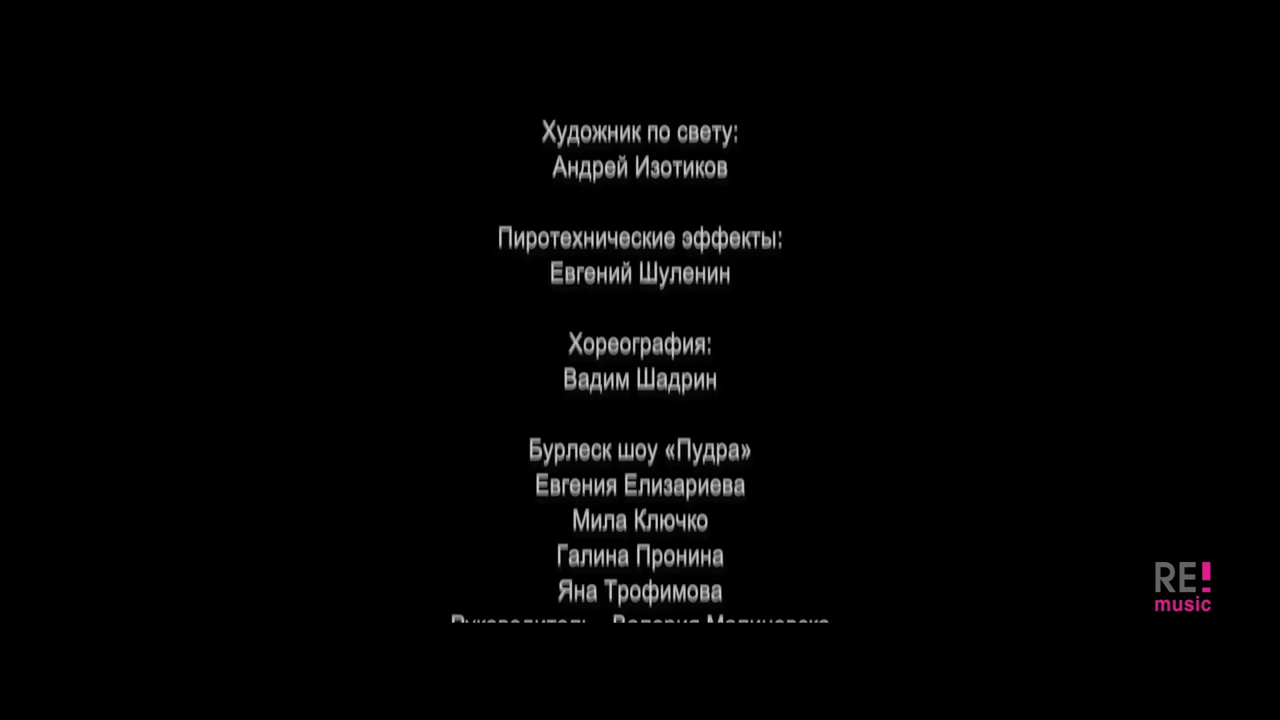 Художник по свету:
Андрей Изотиков
Пиротехнические эффекты:
Евгений Шуленин
Хореография:
Вадим Шадрин
Бурлеск шоу «Пудра»
Евгения Елизариева
Мила Ключко
Галина Пронина
Яна Трофимова
RE!
music